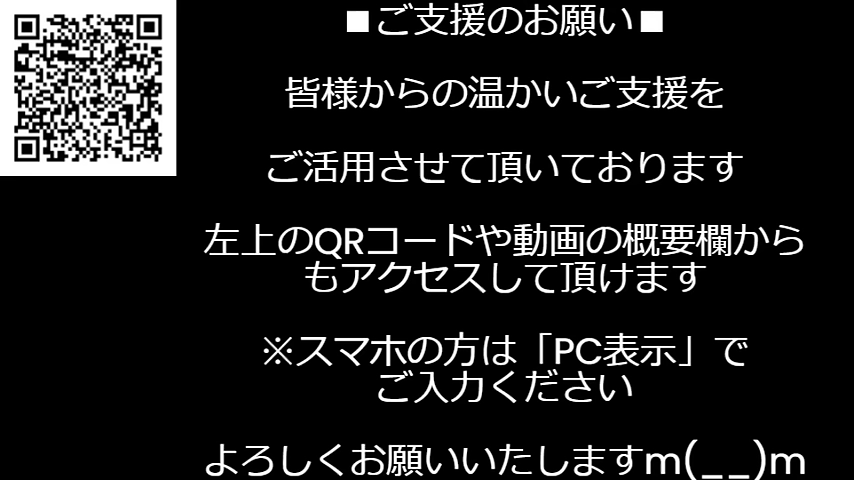 ■ご支援のお願い■
皆様からの温かいご支援を
ご活用させて頂いております
左上のQRコードや動画の概要欄から
もアクセスして頂けます
※スマホの方は「PC表示」で
ご入力ください
よろしくお願いいたしますm(__)m